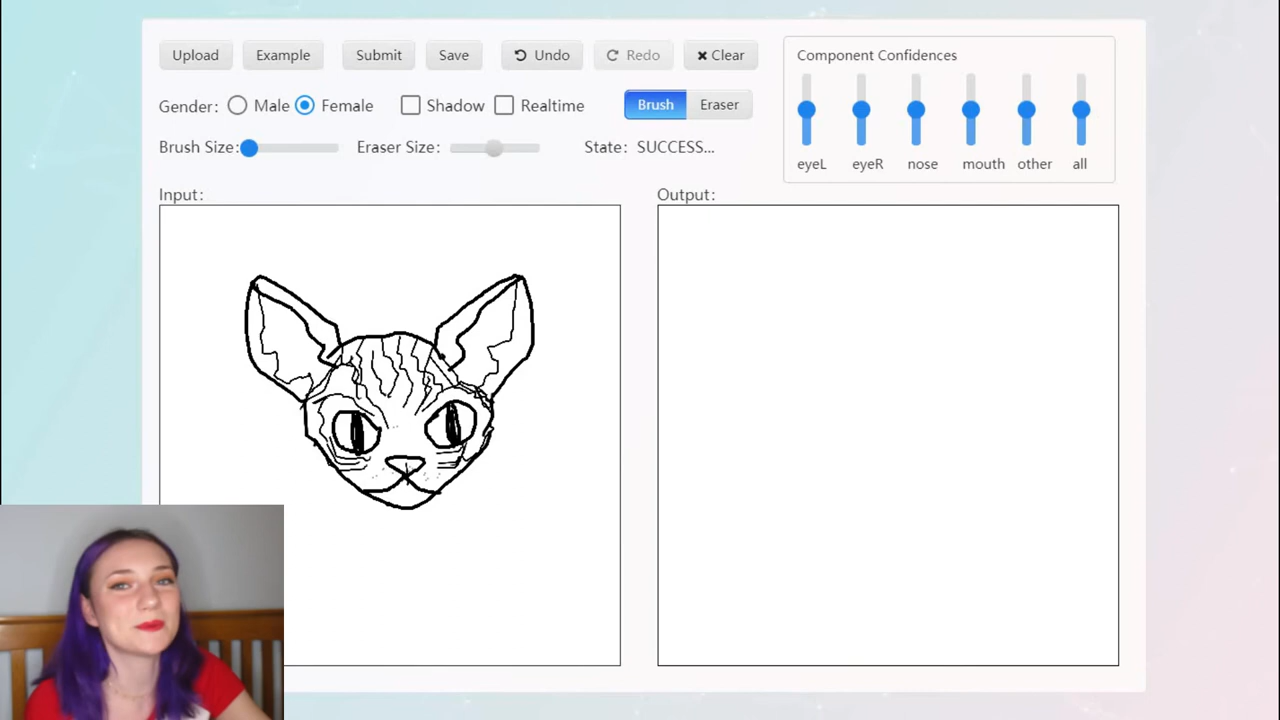 Upload Example Submit Save Undo Redo Clear
Gender: Male Female Shadow Realtime Brush Eraser
Brush Size: Eraser Size: State: SUCCESS...
Component Confidences
eyeL eyeR nose mouth other all
Input: Output: